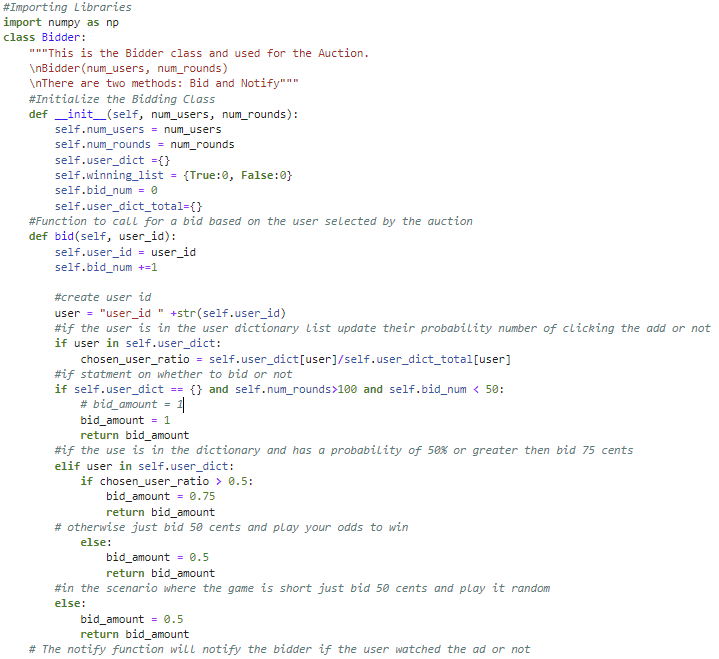 #Importing Libraries
import numpy as np
class Bidder:
    """This is the Bidder class and used for the Auction.
    \nBidder(num_users, num_rounds)
    \nThere are two methods: Bid and Notify"""
    #Initialize the Bidding Class
    def __init__(self, num_users, num_rounds):
        self.num_users = num_users
        self.num_rounds = num_rounds
        self.user_dict ={}
        self.winning_list = {True:0, False:0}
        self.bid_num = 0
        self.user_dict_total={}
    #Function to call for a bid based on the user selected by the auction
    def bid(self, user_id):
        self.user_id = user_id
        self.bid_num +=1

        #create user id
        user = "user_id " +str(self.user_id)
        #if the user is in the user dictionary list update their probability number of clicking the add or not
        if user in self.user_dict:
            chosen_user_ratio = self.user_dict[user]/self.user_dict_total[user]
        #if statment on whether to bid or not
        if self.user_dict == {} and self.num_rounds>100 and self.bid_num < 50:
            # bid_amount = 1
            bid_amount = 1
            return bid_amount
        #if the use is in the dictionary and has a probability of 50% or greater then bid 75 cents
        elif user in self.user_dict:
            if chosen_user_ratio > 0.5:
                bid_amount = 0.75
                return bid_amount
        # otherwise just bid 50 cents and play your odds to win
            else:
                bid_amount = 0.5
                return bid_amount
        #in the scenario where the game is short just bid 50 cents and play it random
        else:
            bid_amount = 0.5
            return bid_amount
    # The notify function will notify the bidder if the user watched the ad or not